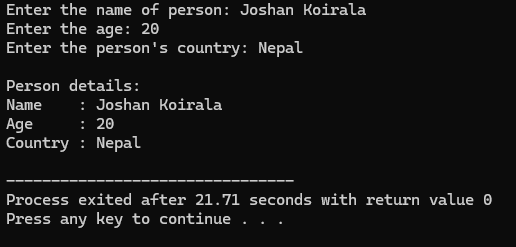 Enter the name of person: Joshan Koirala
Enter the age: 20
Enter the person's country: Nepal

Person details:
Name    : Joshan Koirala
Age     : 20
Country : Nepal

--------------------------------
Process exited after 21.71 seconds with return value 0
Press any key to continue . . .